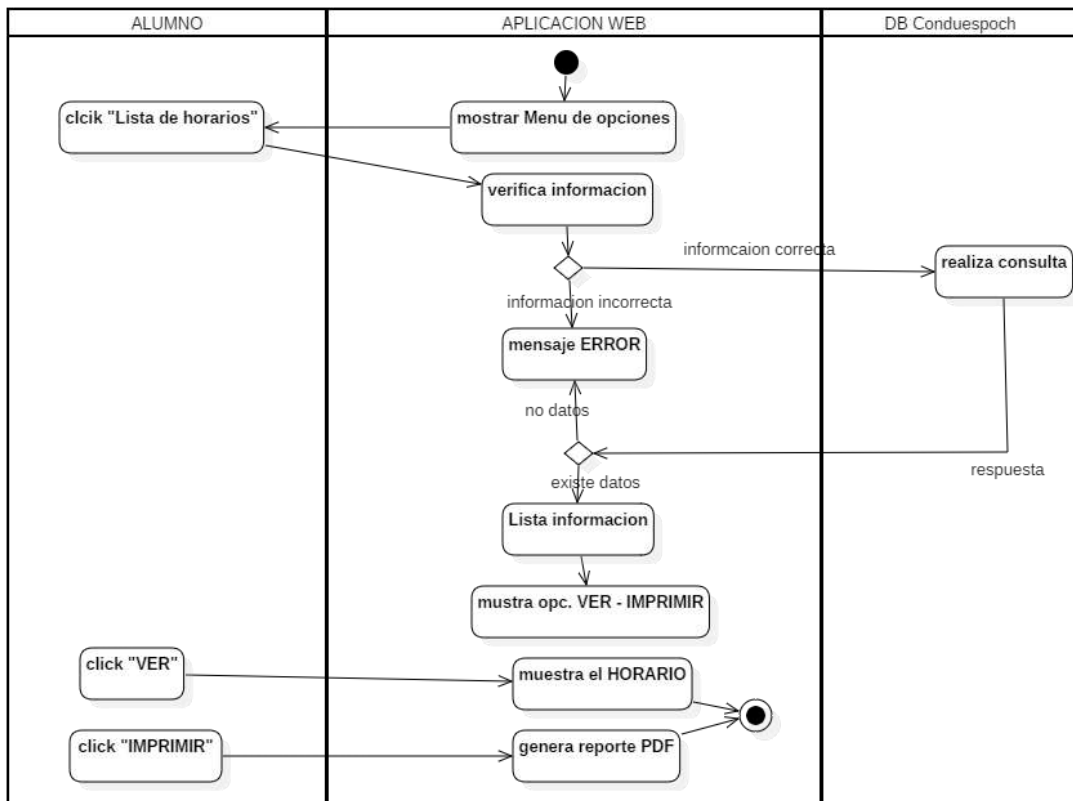 ALUMNO
APLICACION WEB
DB Conduespoch
clcik "Lista de horarios"
mostrar Menu de opciones
verifica informacion
informcaion correcta
realiza consulta
informacion incorrecta
mensaje ERROR
no datos
respuesta
existe datos
Lista informacion
mustra opc. VER - IMPRIMIR
click "VER"
muestra el HORARIO
click "IMPRIMIR"
genera reporte PDF